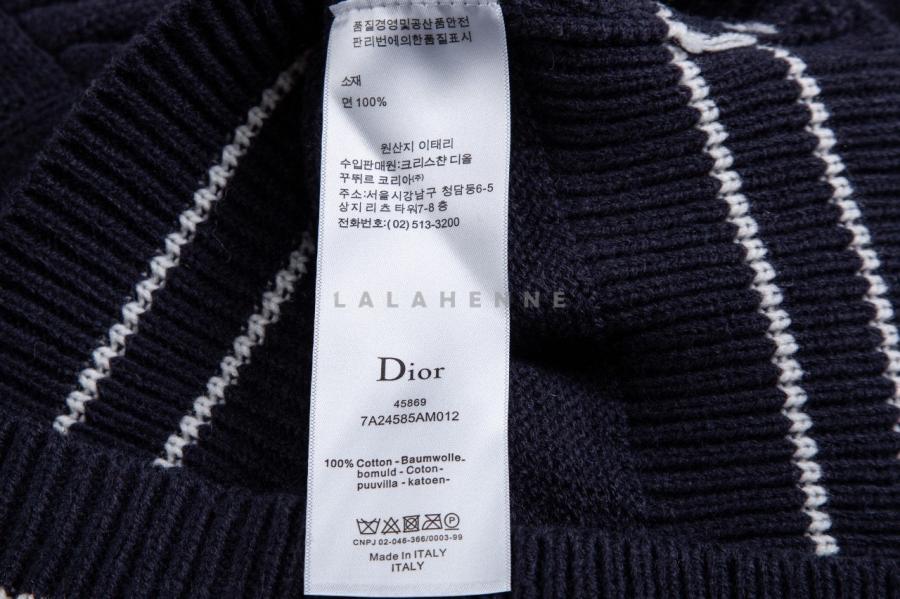 품질경영및공산품안전
판리번에의한품질표시
소재
면 100%
원산지 이태리
수입판매원:크리스챤 디올
꾸뛰르 코리아㈜
주소:서울시강남구 청담동6-5
상지 리츠 타워7-8 층
전화번호:( 02) 513-3200
LALAHENNE
Dior
45869
7A24585AM012
100% Cotton - Baumwolle-
bomuld - Coton-
puuvilla - katoen-
CNPJ 02-046-366/0003-99
Made In ITALY
ITALY